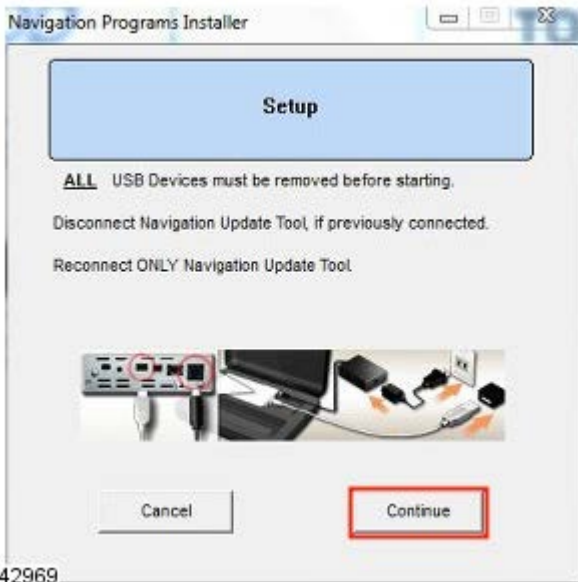 Navigation Programs Installer
Setup
ALL USB Devices must be removed before starting.
Disconnect Navigation Update Tool, if previously connected.
Reconnect ONLY Navigation Update Tool.
Cancel
Continue
42969